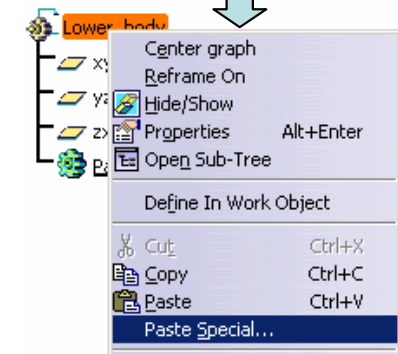 Lower_body
Center graph
Reframe On
Hide/Show
Properties Alt+Enter
Open Sub-Tree
Define In Work Object
Cut Ctrl+X
Copy Ctrl+C
Paste Ctrl+V
Paste Special...